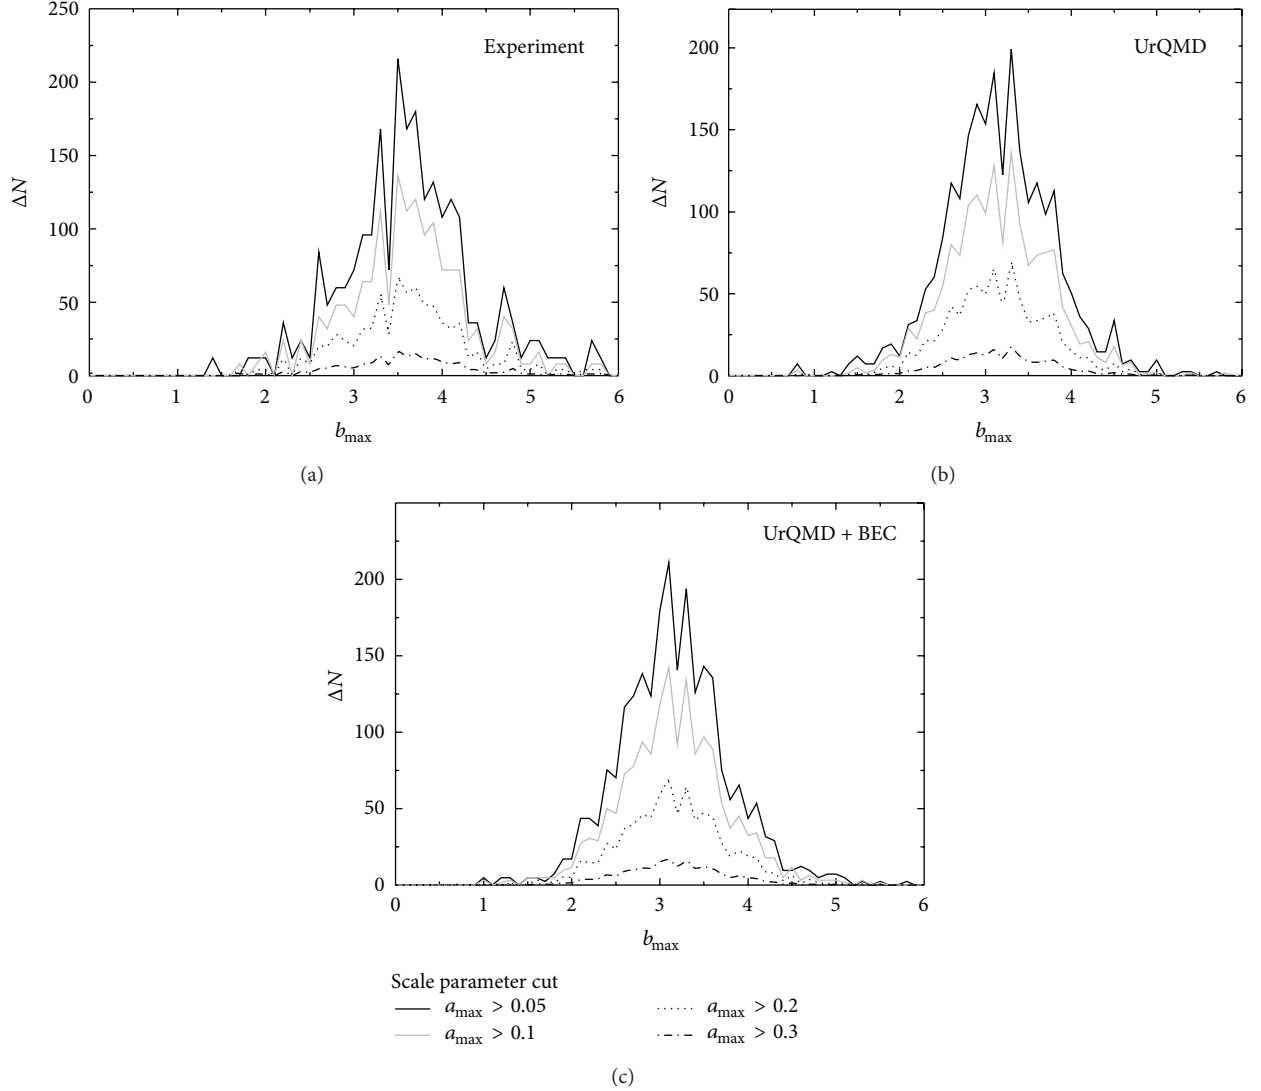 250
200
150
100
50
0
ΔN
Experiment
0 1 2 3 4 5 6
b_max
(a)
200
150
100
50
0
ΔN
UrQMD
0 1 2 3 4 5 6
b_max
(b)
200
150
100
50
0
ΔN
UrQMD + BEC
0 1 2 3 4 5 6
b_max
Scale parameter cut
a_max > 0.05 a_max > 0.2
a_max > 0.1 a_max > 0.3
(c)